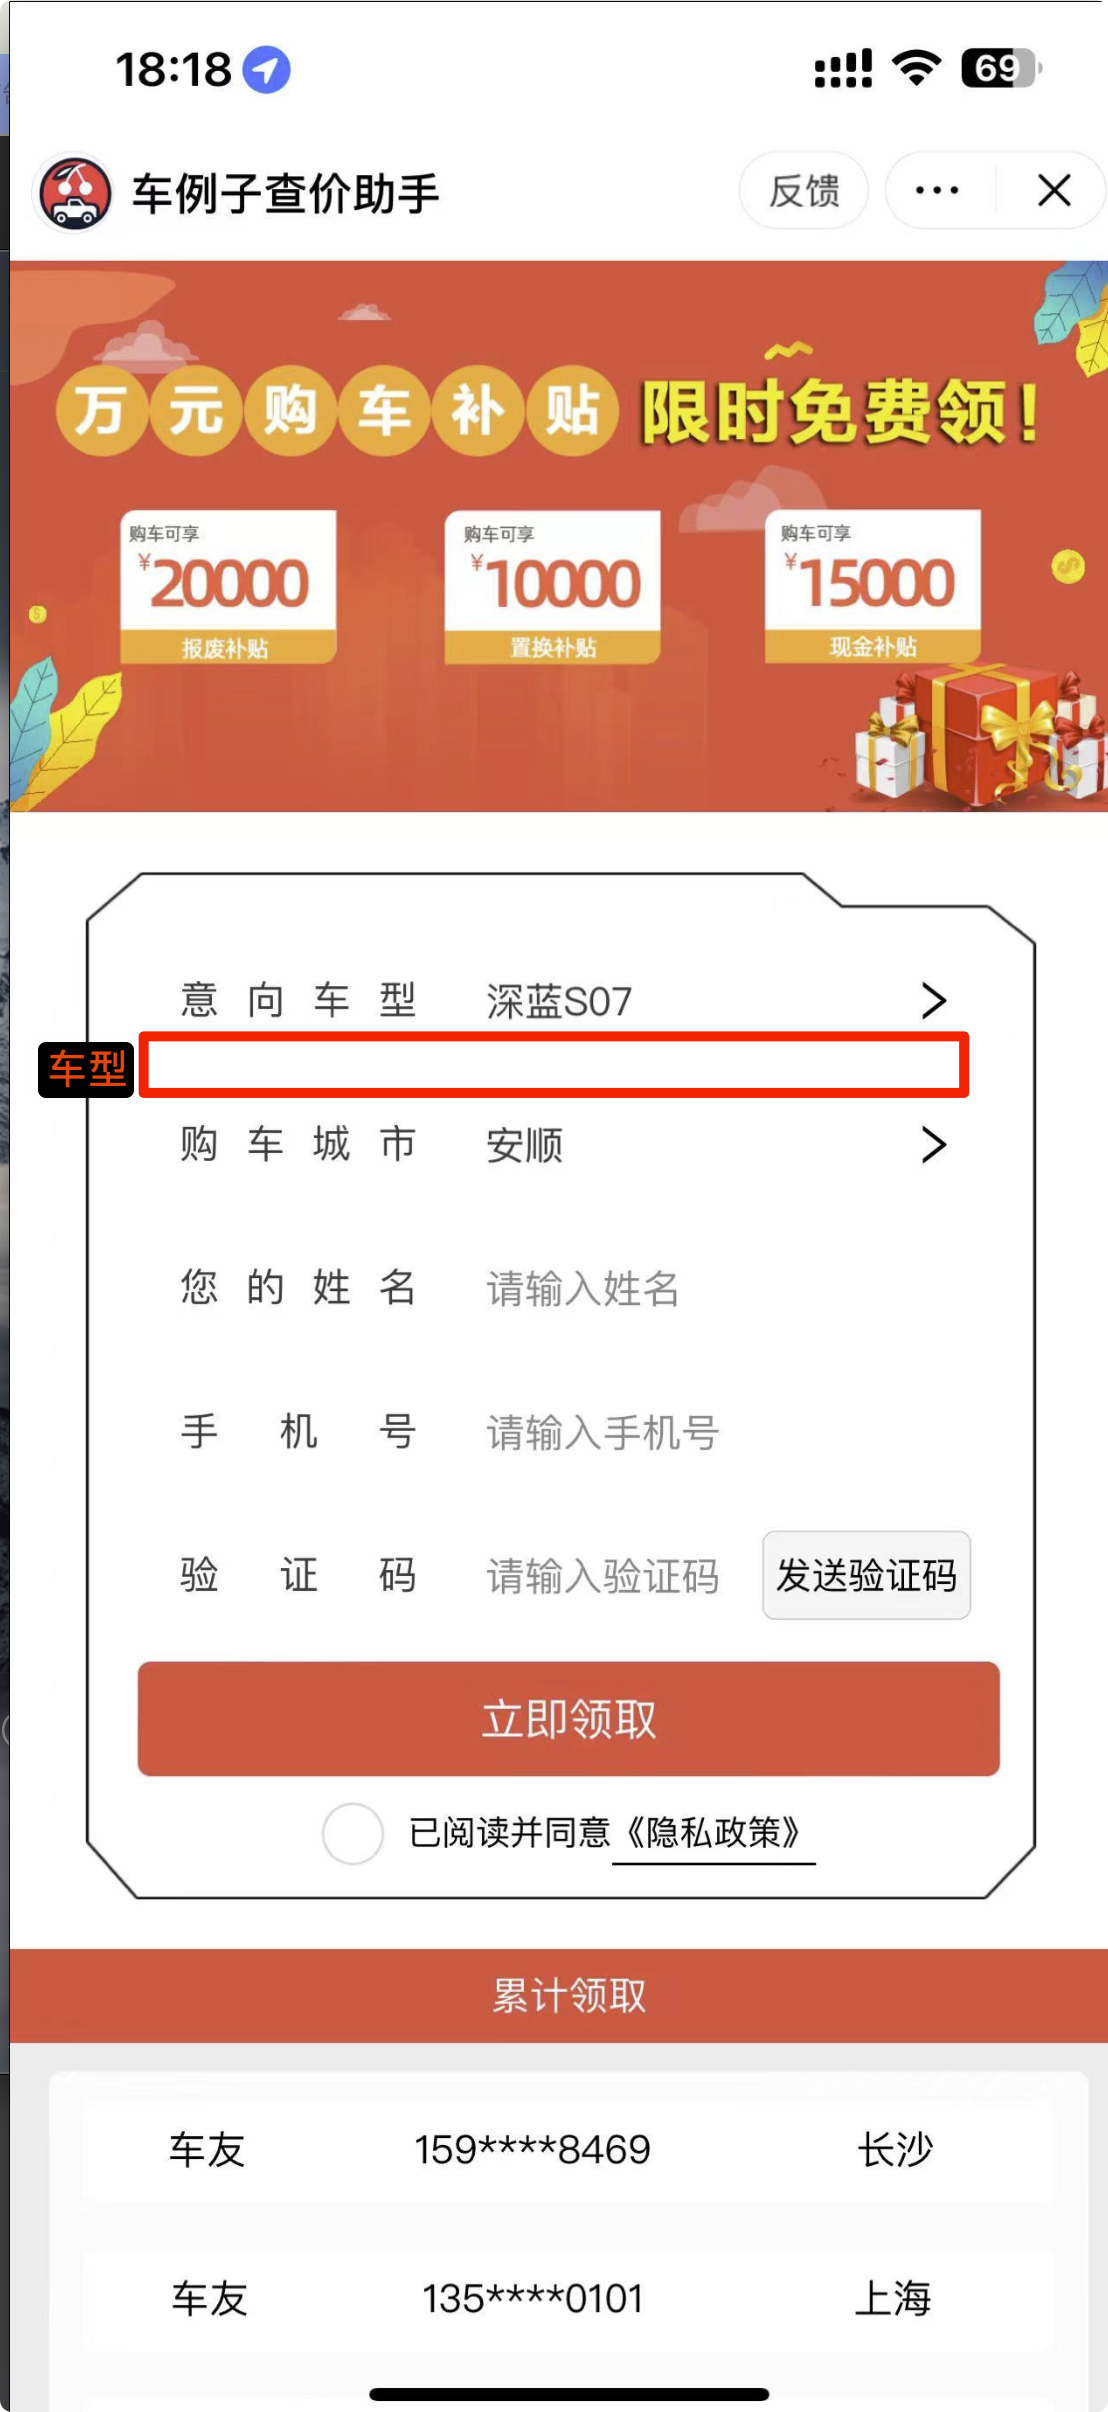 18:18
69
车例子查价助手
反馈
万元购车补贴 限时免费领!
购车可享
¥20000
报废补贴
购车可享
¥10000
置换补贴
购车可享
¥15000
现金补贴
意向车型 深蓝S07
车型
购车城市 安顺
您的姓名 请输入姓名
手机号 请输入手机号
验证码 请输入验证码 发送验证码
立即领取
已阅读并同意《隐私政策》
累计领取
车友 159****8469 长沙
车友 135****0101 上海